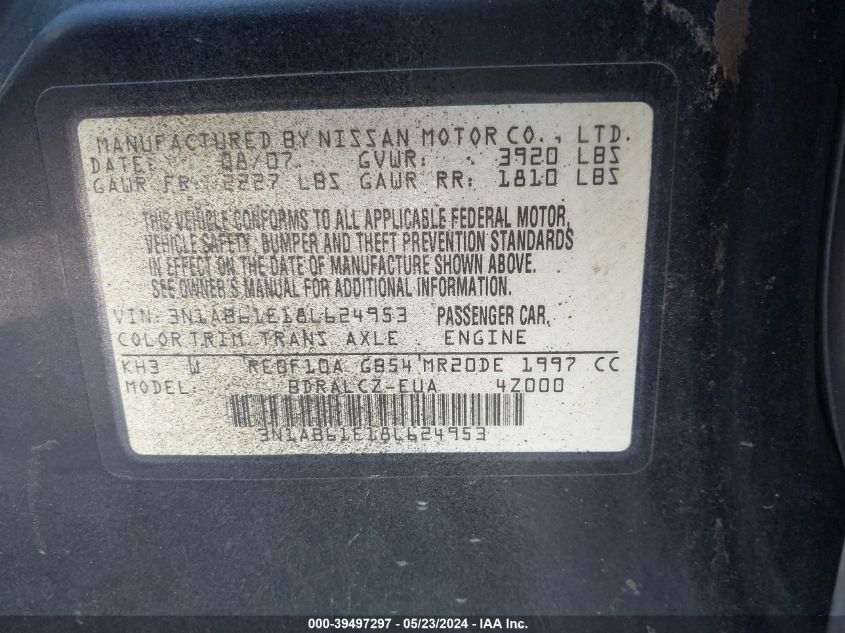 MANUFACTURED BY NISSAN MOTOR CO., LTD.
DATE: 08/07 GVWR: 3920 LBS
GAWR FR: 2227 LBS GAWR RR: 1810 LBS
THIS VEHICLE CONFORMS TO ALL APPLICABLE FEDERAL MOTOR
VEHICLE SAFETY, BUMPER AND THEFT PREVENTION STANDARDS
IN EFFECT ON THE DATE OF MANUFACTURE SHOWN ABOVE.
SEE OWNER'S MANUAL FOR ADDITIONAL INFORMATION.
VIN: 3N1AB61E18L624953 PASSENGER CAR
COLOR TRIM TRANS AXLE ENGINE
KH3 W RE0F10A GB54 MR20DE 1997 CC
MODEL: BDRALCZ-EUA 4Z000
3N1AB61E18L624953
000-39497297 - 05/23/2024 - IAA Inc.